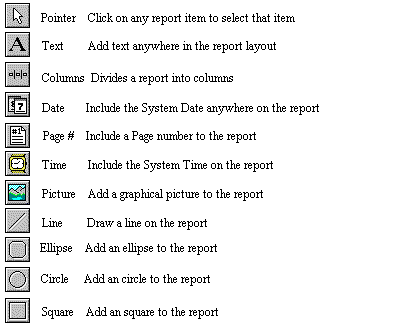 Pointer Click on any report item to select that item
A Text Add text anywhere in the report layout
Columns Divides a report into columns
7 Date Include the System Date anywhere on the report
#1 Page # Include a Page number to the report
Time Include the System Time on the report
Picture Add a graphical picture to the report
Line Draw a line on the report
Ellipse Add an ellipse to the report
Circle Add an circle to the report
Square Add an square to the report